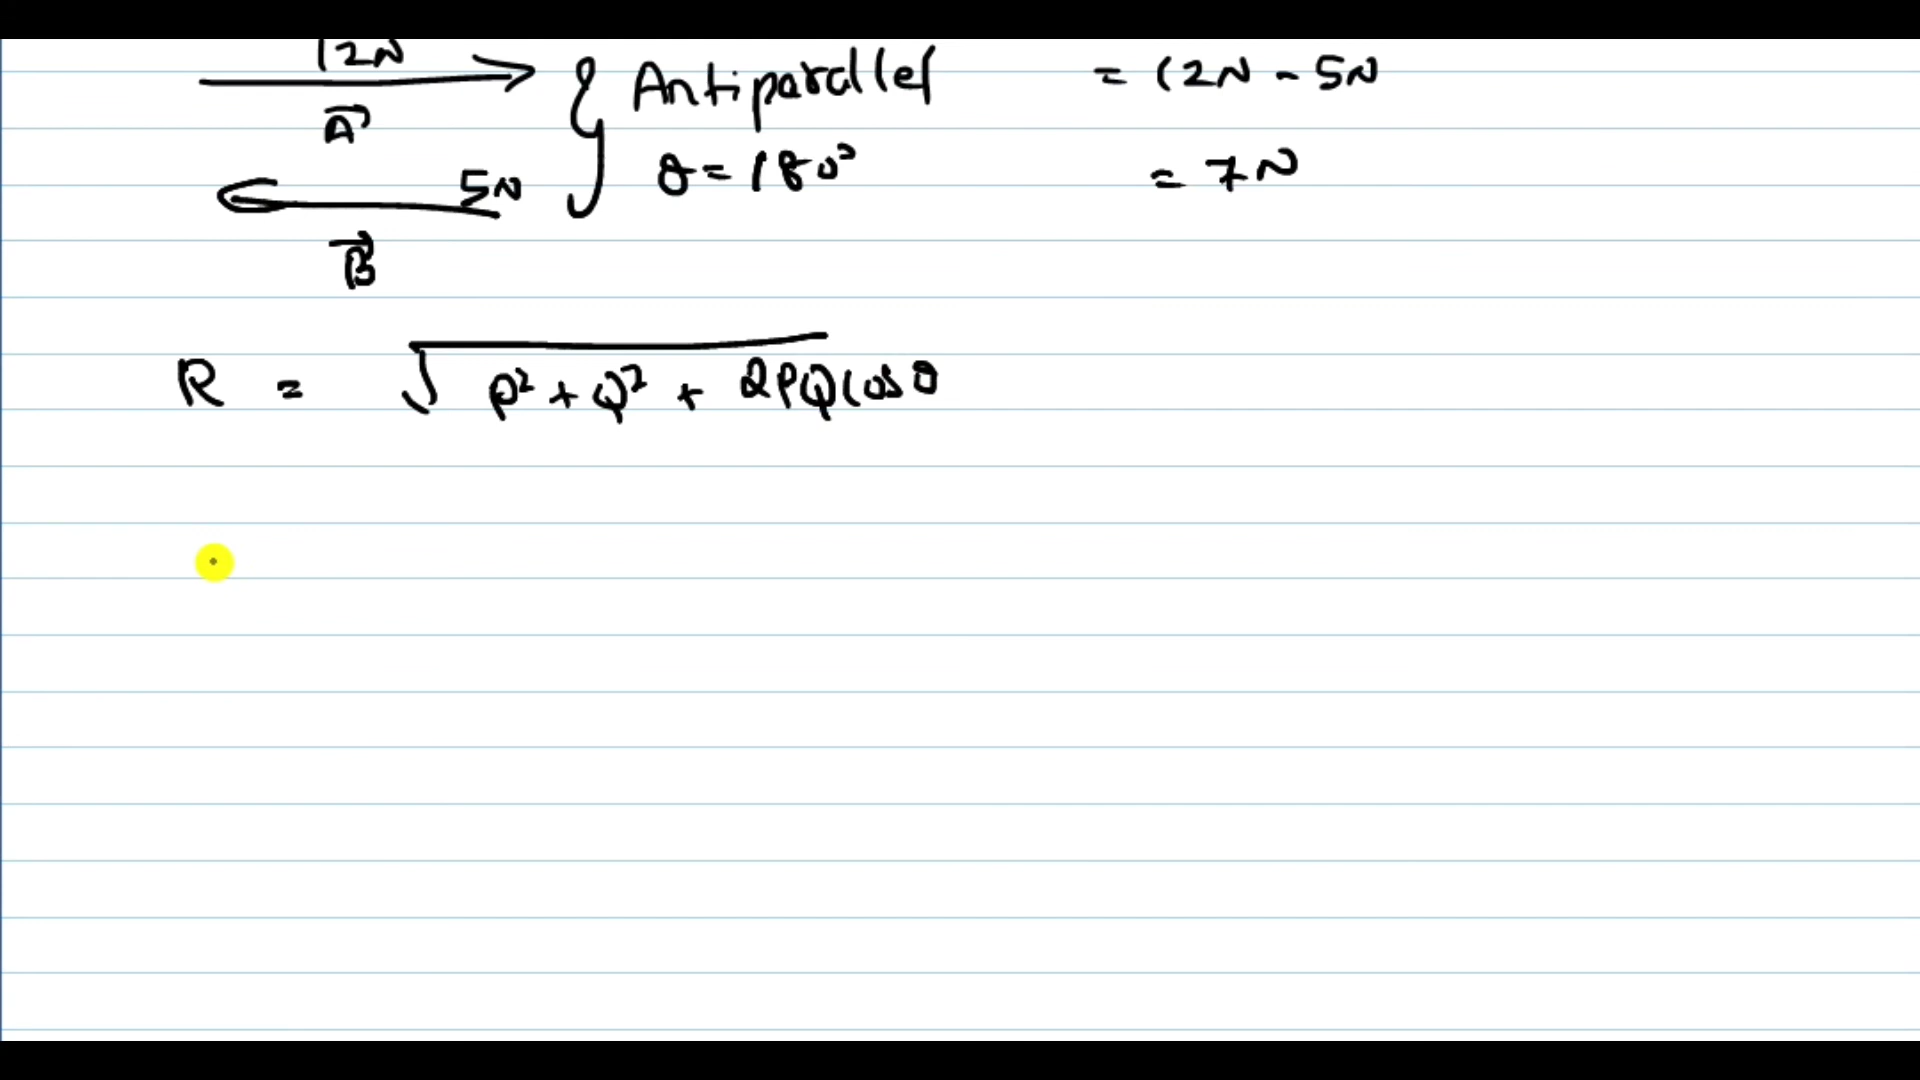 12N
Antiparallel = 12N - 5N
A⃗
5N θ = 180° = 7N
B⃗
R = √P² + Q² + 2PQ cos θ